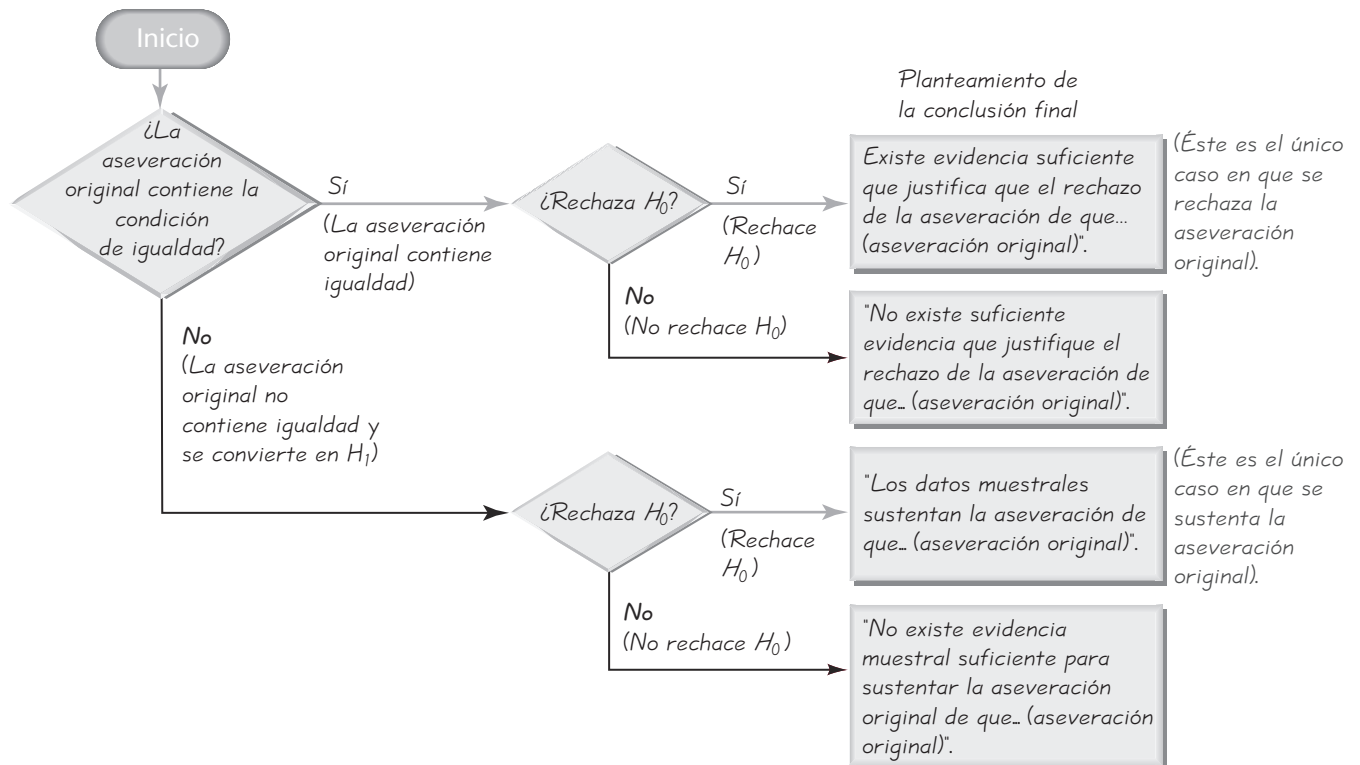 Inicio
¿La
aseveración
original contiene la
condición
de igualdad?
Sí
(La aseveración
original contiene
igualdad)
¿Rechaza H₀?
Sí
(Rechace
H₀)
Planteamiento de
la conclusión final
Existe evidencia suficiente
que justifica que el rechazo
de la aseveración de que...
(aseveración original)".
(Éste es el único
caso en que se
rechaza la
aseveración
original).
No
(No rechace H₀)
"No existe suficiente
evidencia que justifique el
rechazo de la aseveración de
que... (aseveración original)".
No
(La aseveración
original no
contiene igualdad y
se convierte en H₁)
¿Rechaza H₀?
Sí
(Rechace
H₀)
"Los datos muestrales
sustentan la aseveración de
que... (aseveración original)".
(Éste es el único
caso en que se
sustenta la
aseveración
original).
No
(No rechace H₀)
"No existe evidencia
muestral suficiente para
sustentar la aseveración
original de que... (aseveración
original)".